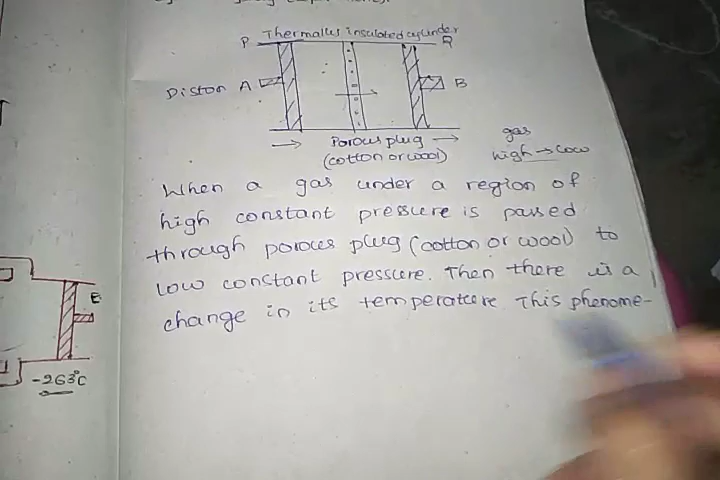 P Thermally insulated cylinder R
Piston A
B
Porous plug
(cotton or wool)
gas
high → Low
When a gas under a region of
high constant pressure is passed
through porous plug (cotton or wool) to
Low constant pressure. Then there is a
change in its temperature This phenome-
B
-263°C